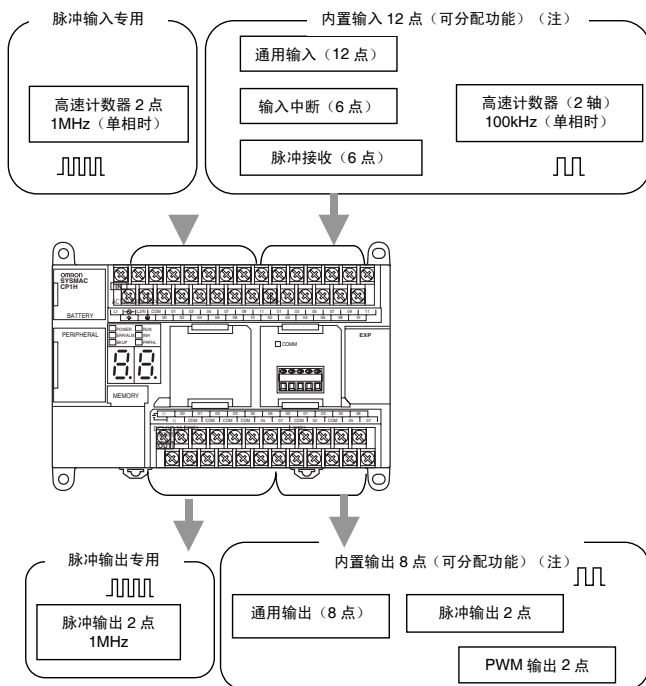 脉冲输入专用
高速计数器 2 点
1MHz（单相时）
内置输入 12 点（可分配功能）（注）
通用输入（12 点）
输入中断（6 点）
脉冲接收（6 点）
高速计数器（2 轴）
100kHz（单相时）
OMRON
SYSMAC
CP1H
BATTERY
PERIPHERAL
POWER
RUN
ERR/ALM
INH
BKUP
PRPHL
8.8.
MEMORY
COMM
EXP
脉冲输出专用
脉冲输出 2 点
1MHz
内置输出 8 点（可分配功能）（注）
通用输出（8 点）
脉冲输出 2 点
PWM 输出 2 点